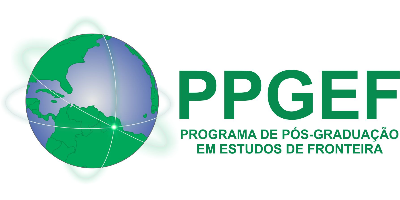 PPGEF
PROGRAMA DE PÓS-GRADUAÇÃO
EM ESTUDOS DE FRONTEIRA